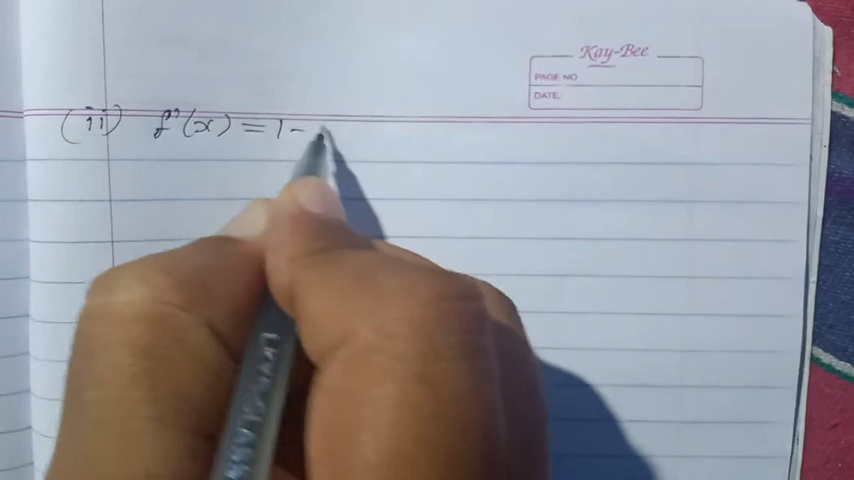 Kay-Bee
PAGE NO
DATE:
(ii) f'(x) = 1 -